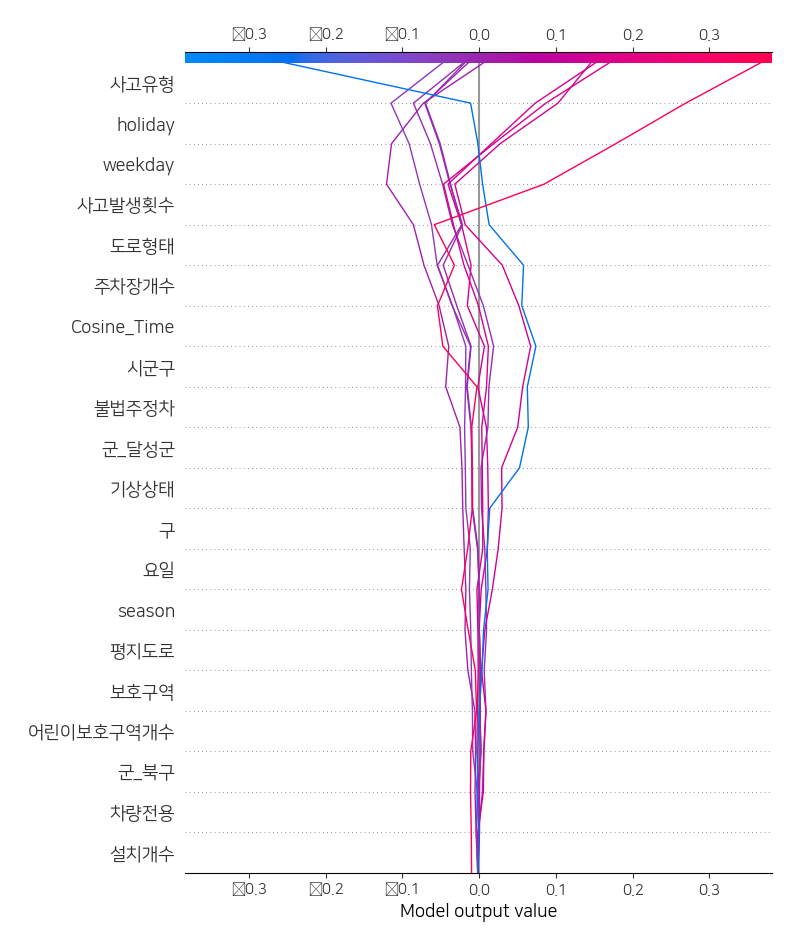 ▯0.3 ▯0.2 ▯0.1 0.0 0.1 0.2 0.3
사고유형
holiday
weekday
사고발생횟수
도로형태
주차장개수
Cosine_Time
시군구
불법주정차
군_달성군
기상상태
구
요일
season
평지도로
보호구역
어린이보호구역개수
군_북구
차량전용
설치개수
▯0.3 ▯0.2 ▯0.1 0.0 0.1 0.2 0.3
Model output value